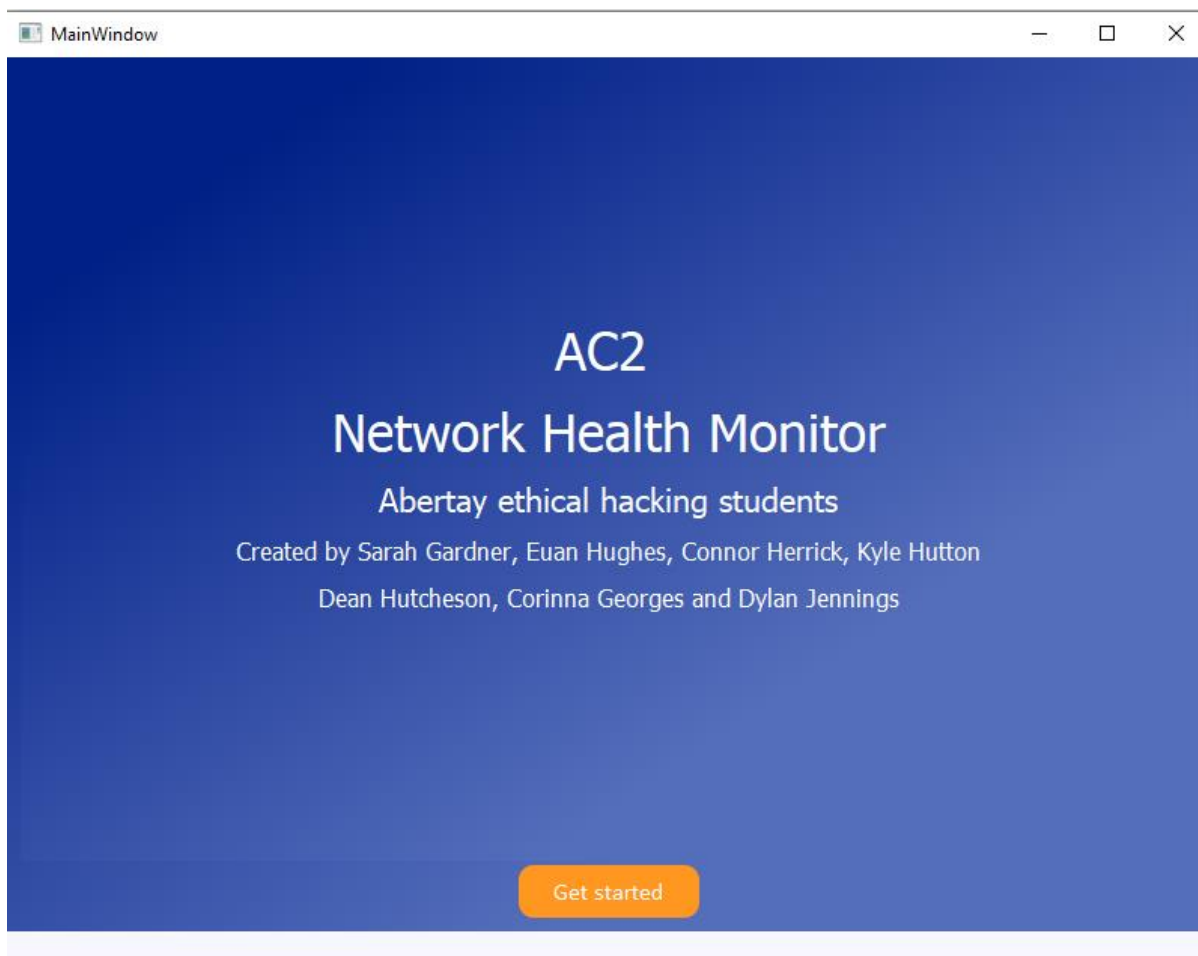 MainWindow
AC2
Network Health Monitor
Abertay ethical hacking students
Created by Sarah Gardner, Euan Hughes, Connor Herrick, Kyle Hutton
Dean Hutcheson, Corinna Georges and Dylan Jennings
Get started